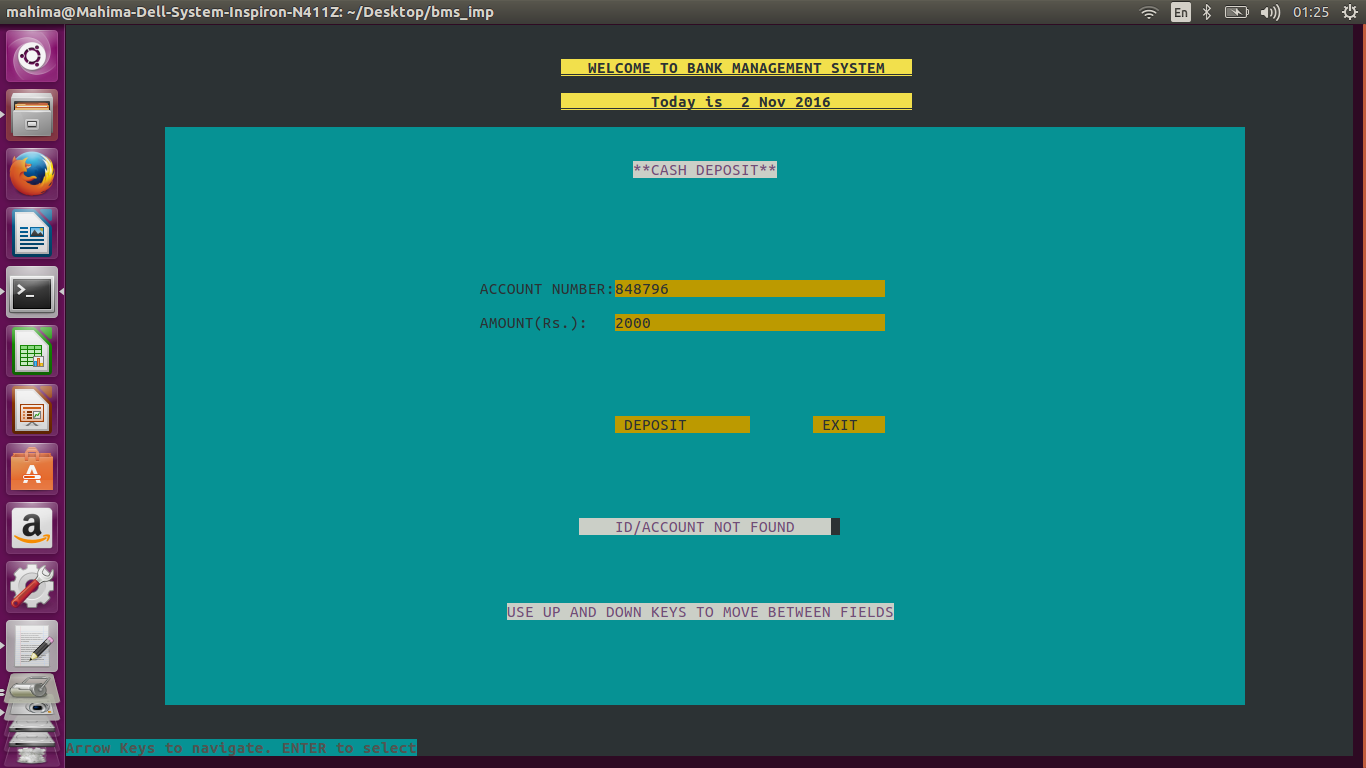 mahima@Mahima-Dell-System-Inspiron-N411Z: ~/Desktop/bms_imp En 01:25
WELCOME TO BANK MANAGEMENT SYSTEM
Today is  2 Nov 2016
**CASH DEPOSIT**
ACCOUNT NUMBER:848796
AMOUNT(Rs.): 2000
DEPOSIT EXIT
ID/ACCOUNT NOT FOUND
USE UP AND DOWN KEYS TO MOVE BETWEEN FIELDS
Arrow Keys to navigate. ENTER to select